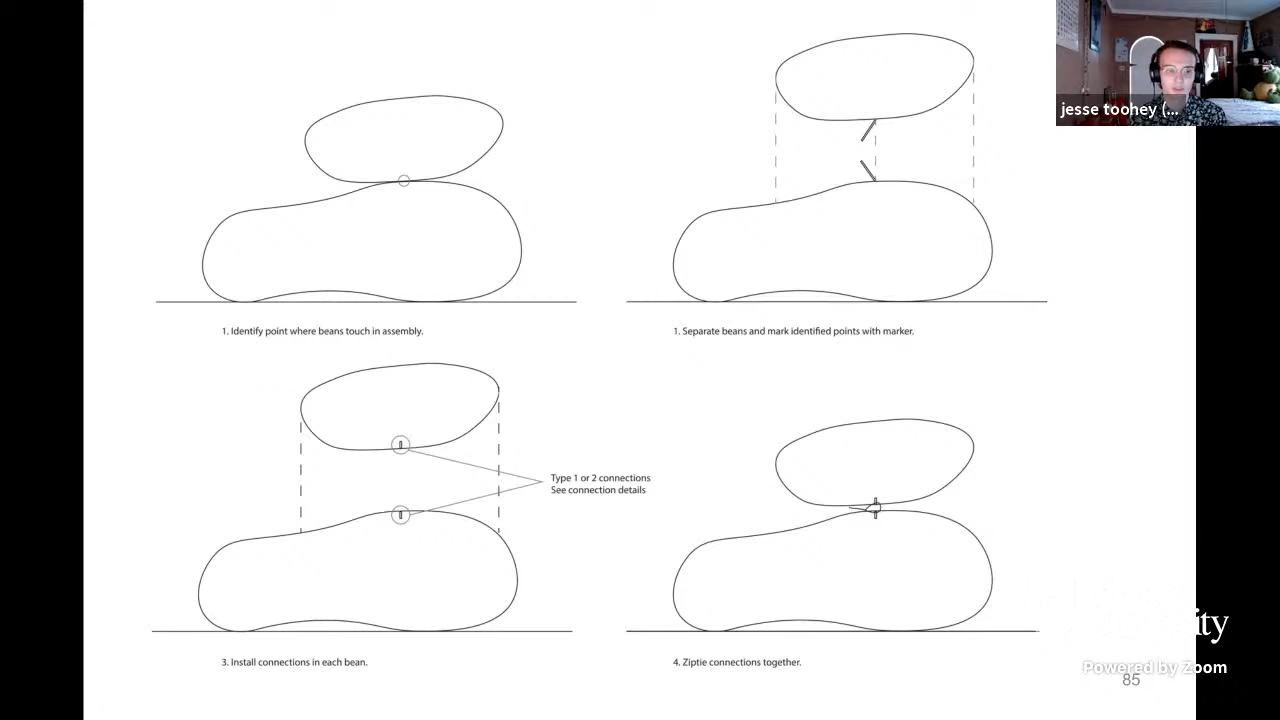 jesse toohey (...
1. Identify point where beans touch in assembly.
1. Separate beans and mark identified points with marker.
Type 1 or 2 connections
See connection details
3. Install connections in each bean.
4. Ziptie connections together.
ity
Powered by Zoom
85